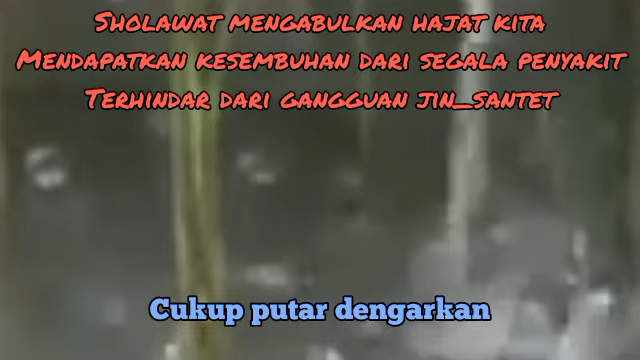 Sholawat mengabulkan hajat kita
Mendapatkan kesembuhan dari segala penyakit
Terhindar dari gangguan jin_santet
Cukup putar dengarkan